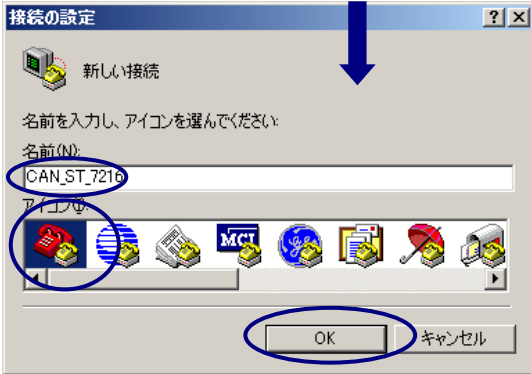 接続の設定
新しい接続
名前を入力し、アイコンを選んでください:
名前(N):
CAN_ST_7216
アイコン(I):
MCI
OK
キャンセル